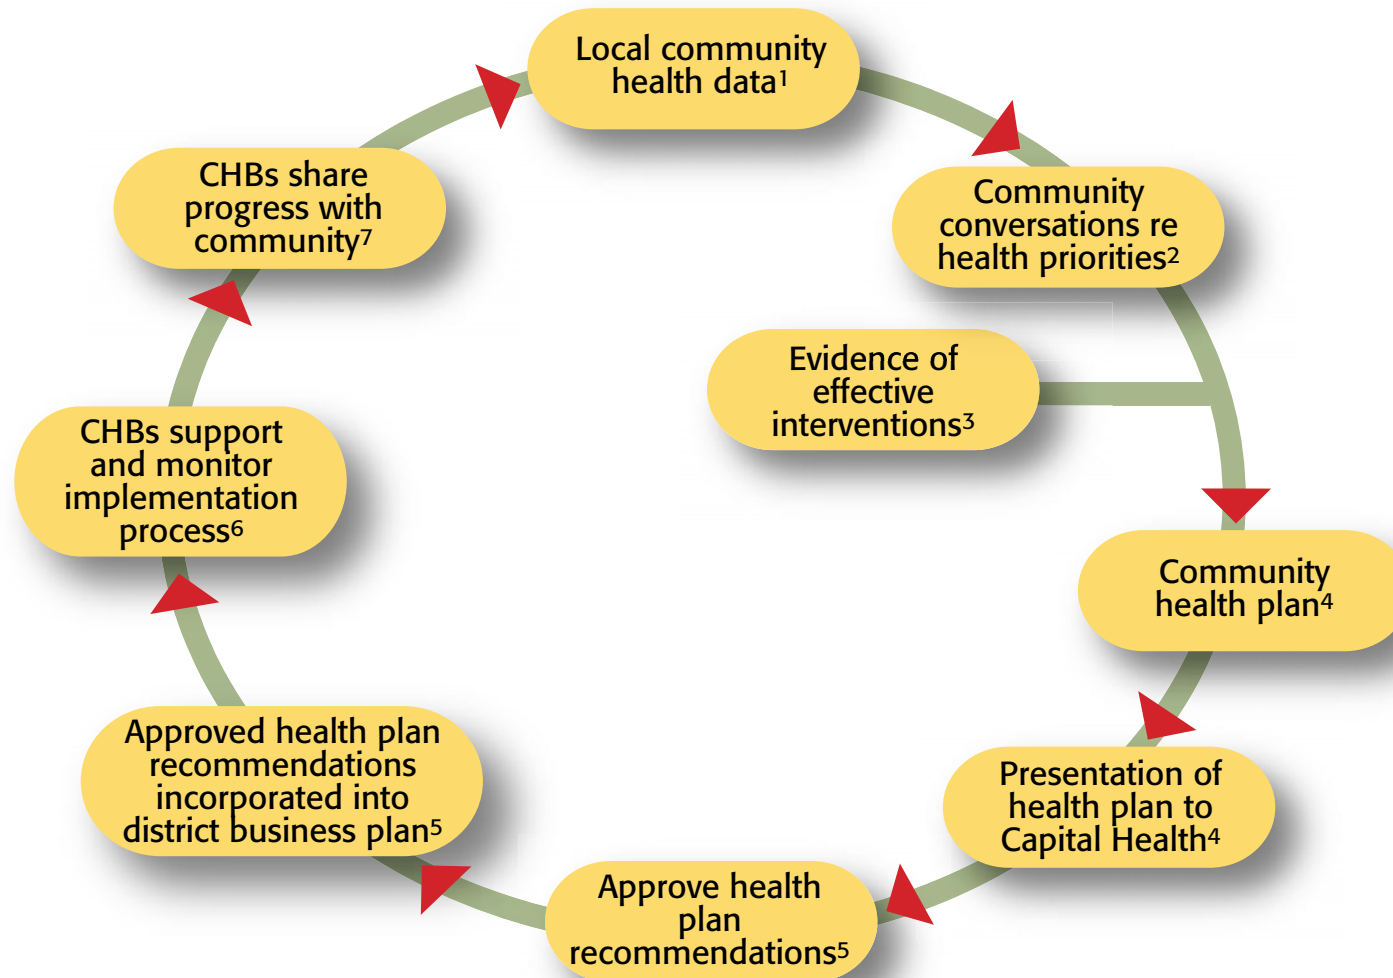 Local community
health data¹
Community
conversations re
health priorities²
Evidence of
effective
interventions³
Community
health plan⁴
Presentation of
health plan to
Capital Health⁴
Approve health
plan
recommendations⁵
Approved health plan
recommendations
incorporated into
district business plan⁵
CHBs support
and monitor
implementation
process⁶
CHBs share
progress with
community⁷